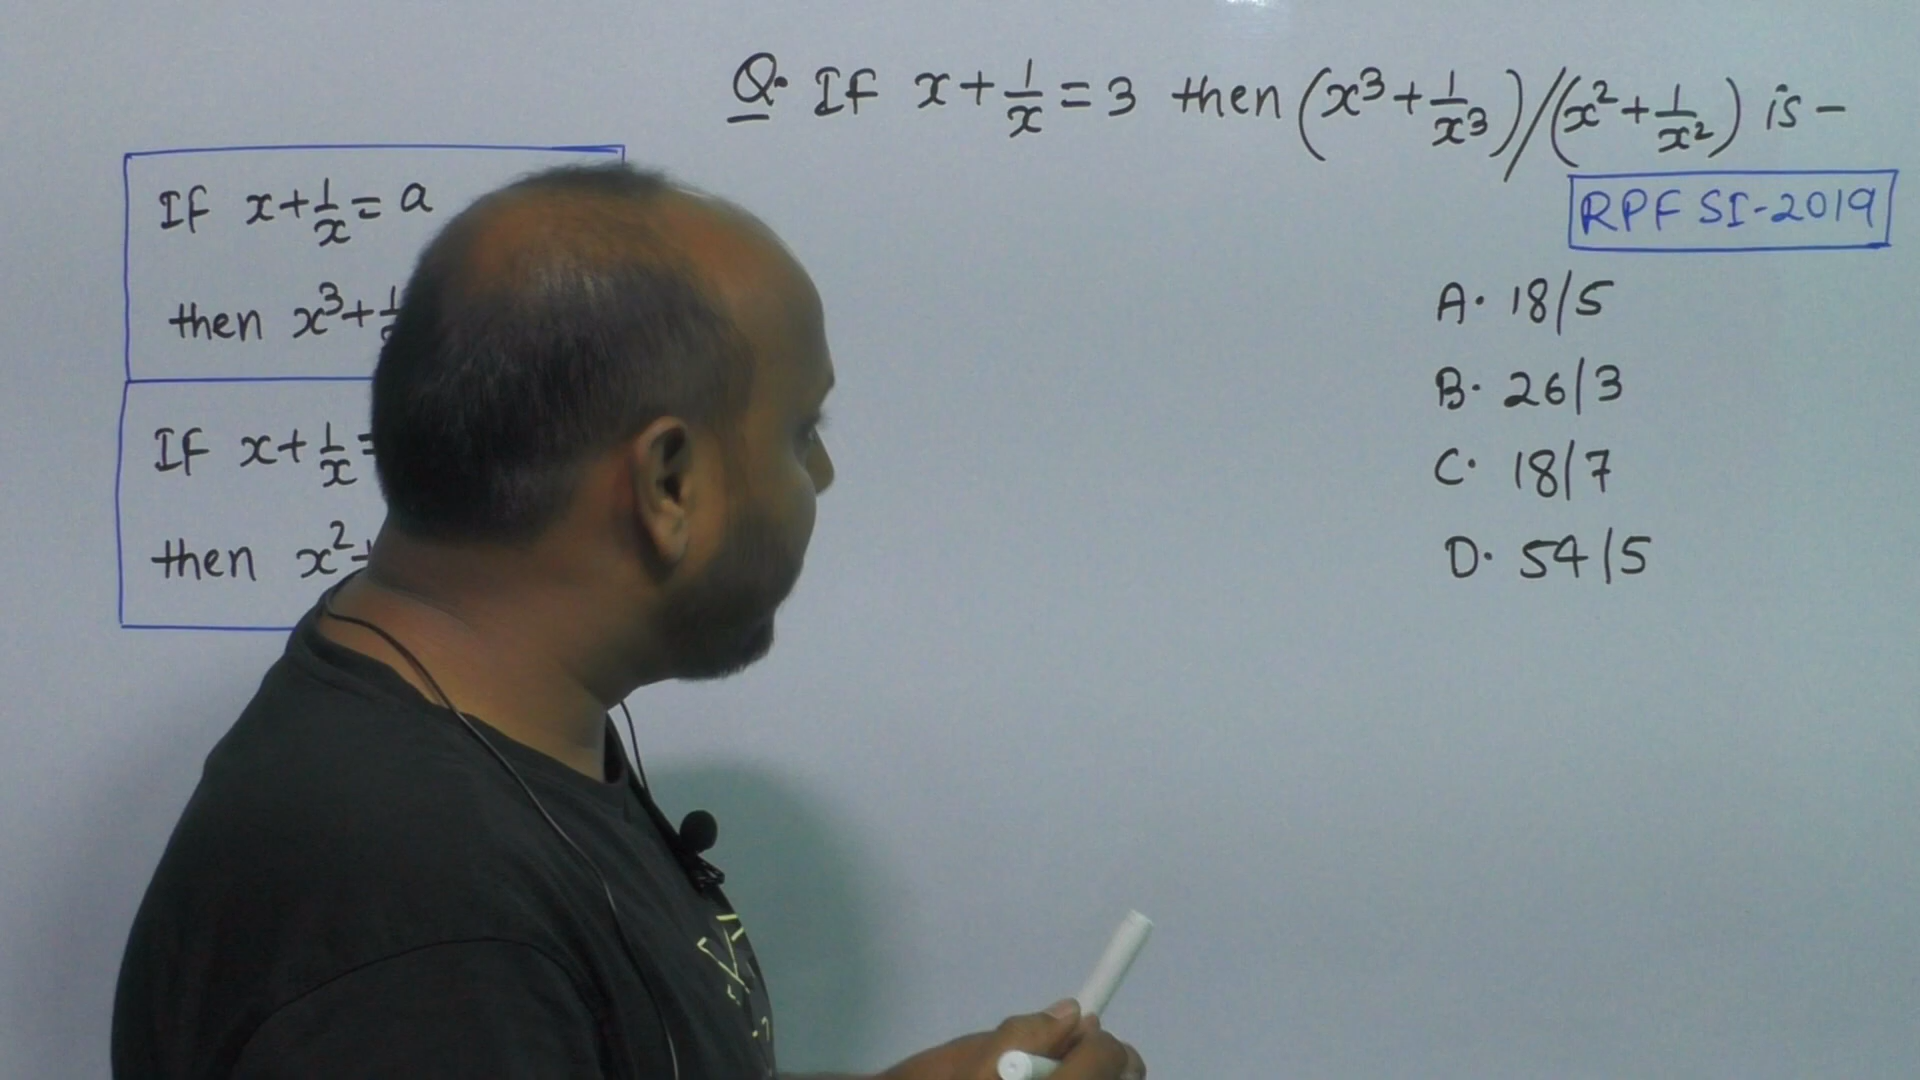 Q. If x + 1/x = 3 then (x³ + 1/x³)/(x² + 1/x²) is –
RPF SI-2019
If x + 1/x = a
then x³ +
If x + 1/x =
then x²
A. 18/5
B. 26/3
C. 18/7
D. 54/5